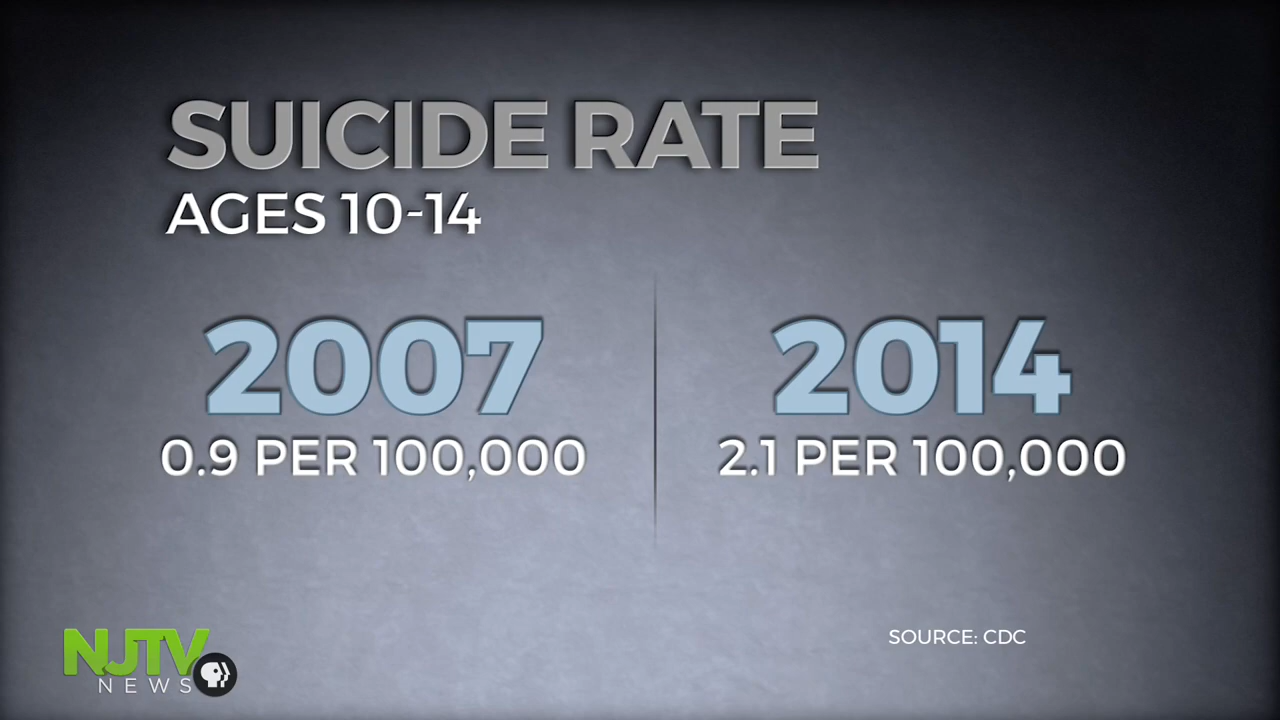 SUICIDE RATE
AGES 10-14
2007
0.9 PER 100,000
2014
2.1 PER 100,000
SOURCE: CDC
NJTV
NEWS